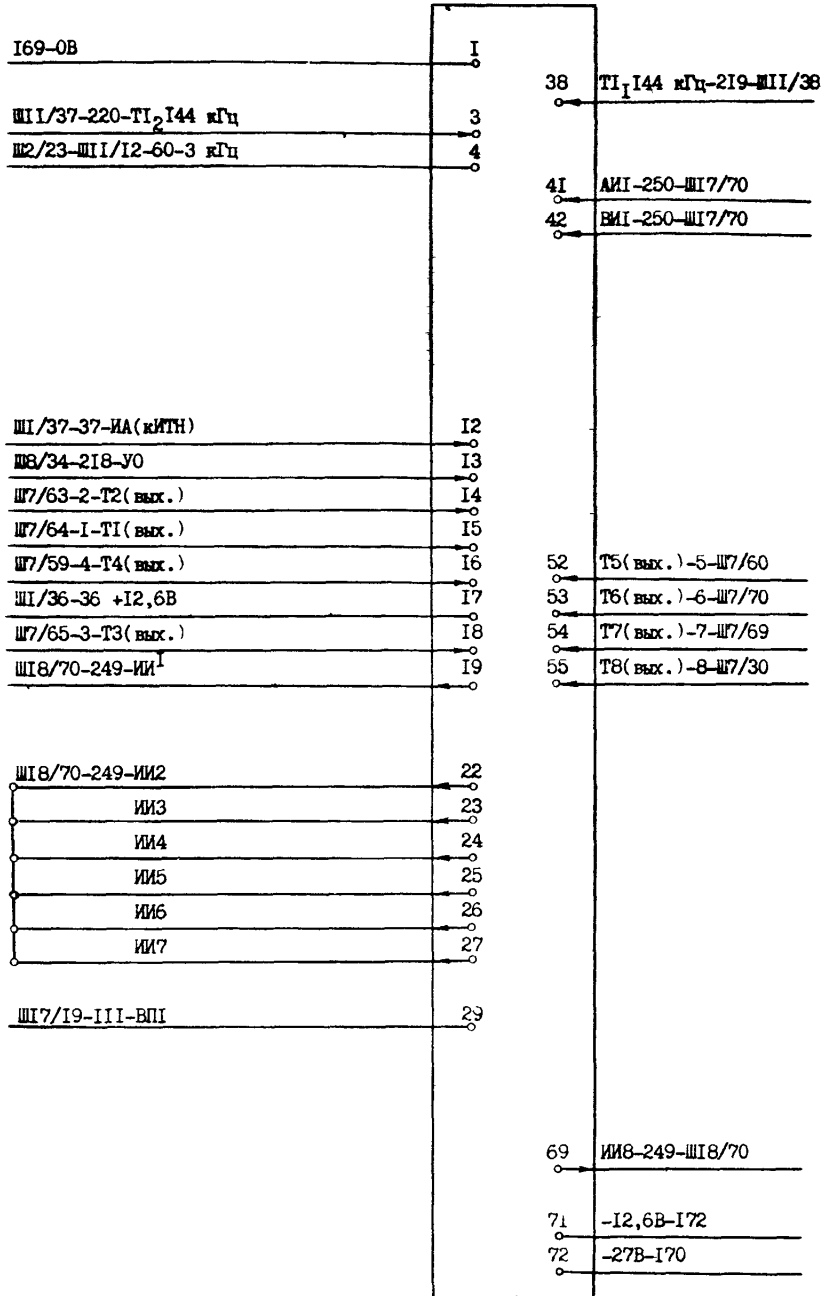 I69-0В
I
38 TI_I I44 кГц-2I9-ШII/38
ШII/37-220-TI_2 I44 кГц
3
Ш2/23-ШII/I2-60-3 кГц
4
4I АИI-250-ШI7/70
42 ВИI-250-ШI7/70
ШI/37-37-ИА(кИТН)
I2
Ш8/34-2I8-УО
I3
Ш7/63-2-Т2(вых.)
I4
Ш7/64-I-ТI(вых.)
I5
Ш7/59-4-Т4(вых.)
I6
52 Т5(вых.)-5-Ш7/60
ШI/36-36 +I2,6В
I7
53 Т6(вых.)-6-Ш7/70
Ш7/65-3-Т3(вых.)
I8
54 Т7(вых.)-7-Ш7/69
ШI8/70-249-ИИI
I9
55 Т8(вых.)-8-Ш7/30
ШI8/70-249-ИИ2
22
ИИ3
23
ИИ4
24
ИИ5
25
ИИ6
26
ИИ7
27
ШI7/I9-III-ВПI
29
69 ИИ8-249-ШI8/70
7I -I2,6В-I72
72 -27В-I70